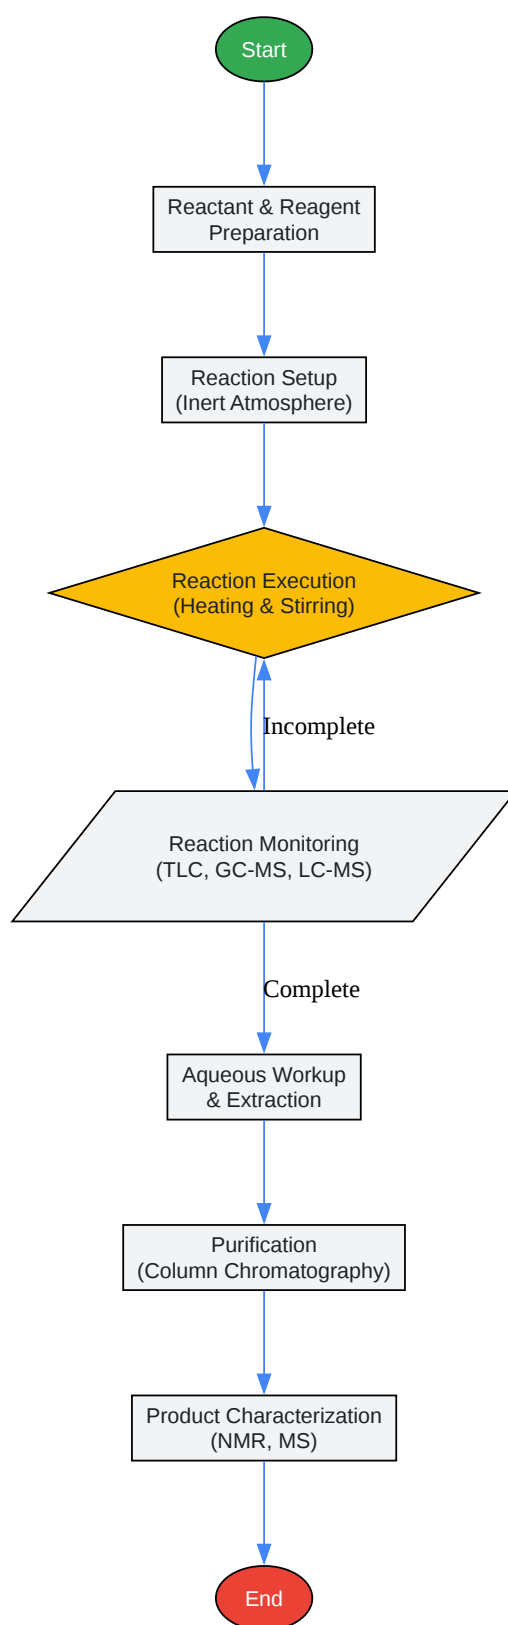 Start
Reactant & Reagent
Preparation
Reaction Setup
(Inert Atmosphere)
Reaction Execution
(Heating & Stirring)
Incomplete
Reaction Monitoring
(TLC, GC-MS, LC-MS)
Complete
Aqueous Workup
& Extraction
Purification
(Column Chromatography)
Product Characterization
(NMR, MS)
End